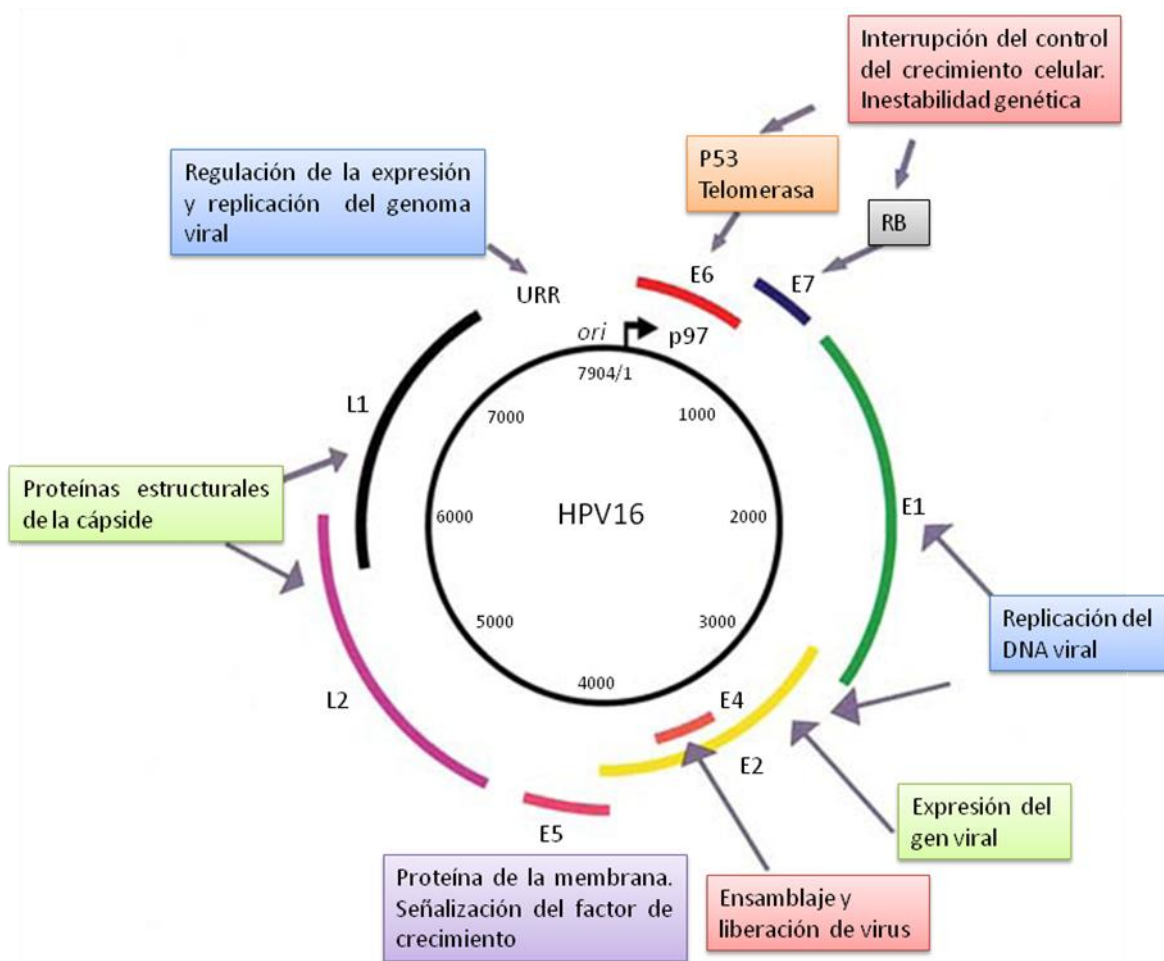 Interrupción del control
del crecimiento celular.
Inestabilidad genética
P53
Telomerasa
RB
Regulación de la expresión
y replicación del genoma
viral
URR
E6
E7
ori
p97
7904/1
1000
2000
3000
4000
5000
6000
7000
HPV16
L1
E1
Proteínas estructurales
de la cápside
Replicación del
DNA viral
L2
E4
E2
E5
Expresión del
gen viral
Proteína de la membrana.
Señalización del factor de
crecimiento
Ensamblaje y
liberación de virus